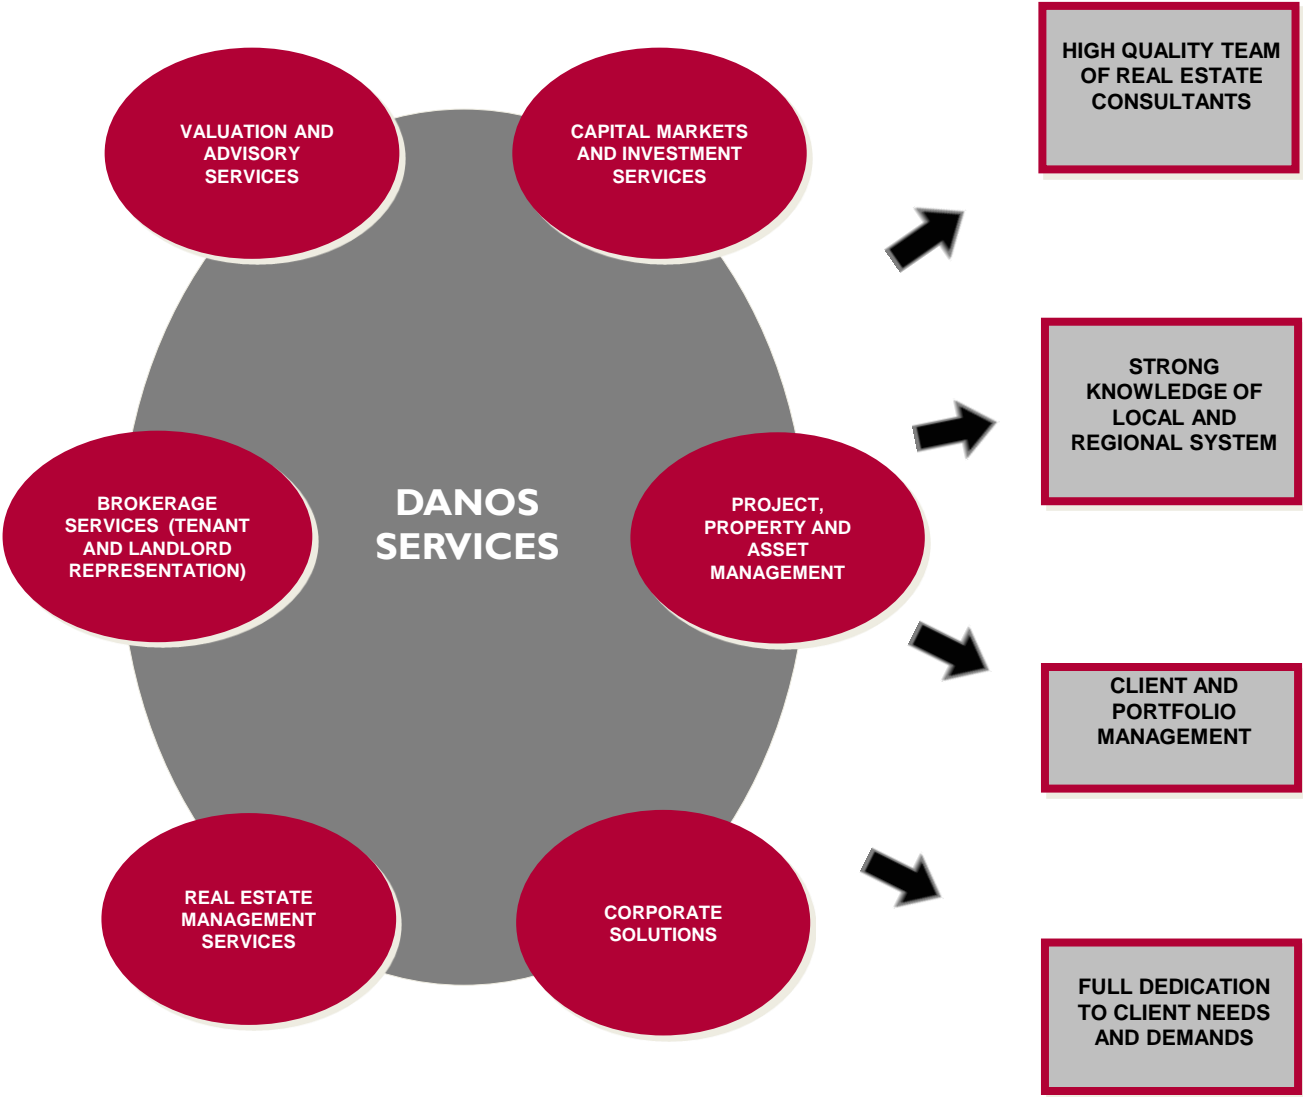 VALUATION AND
ADVISORY
SERVICES
CAPITAL MARKETS
AND INVESTMENT
SERVICES
BROKERAGE
SERVICES (TENANT
AND LANDLORD
REPRESENTATION)
DANOS
SERVICES
PROJECT,
PROPERTY AND
ASSET
MANAGEMENT
REAL ESTATE
MANAGEMENT
SERVICES
CORPORATE
SOLUTIONS
HIGH QUALITY TEAM
OF REAL ESTATE
CONSULTANTS
STRONG
KNOWLEDGE OF
LOCAL AND
REGIONAL SYSTEM
CLIENT AND
PORTFOLIO
MANAGEMENT
FULL DEDICATION
TO CLIENT NEEDS
AND DEMANDS